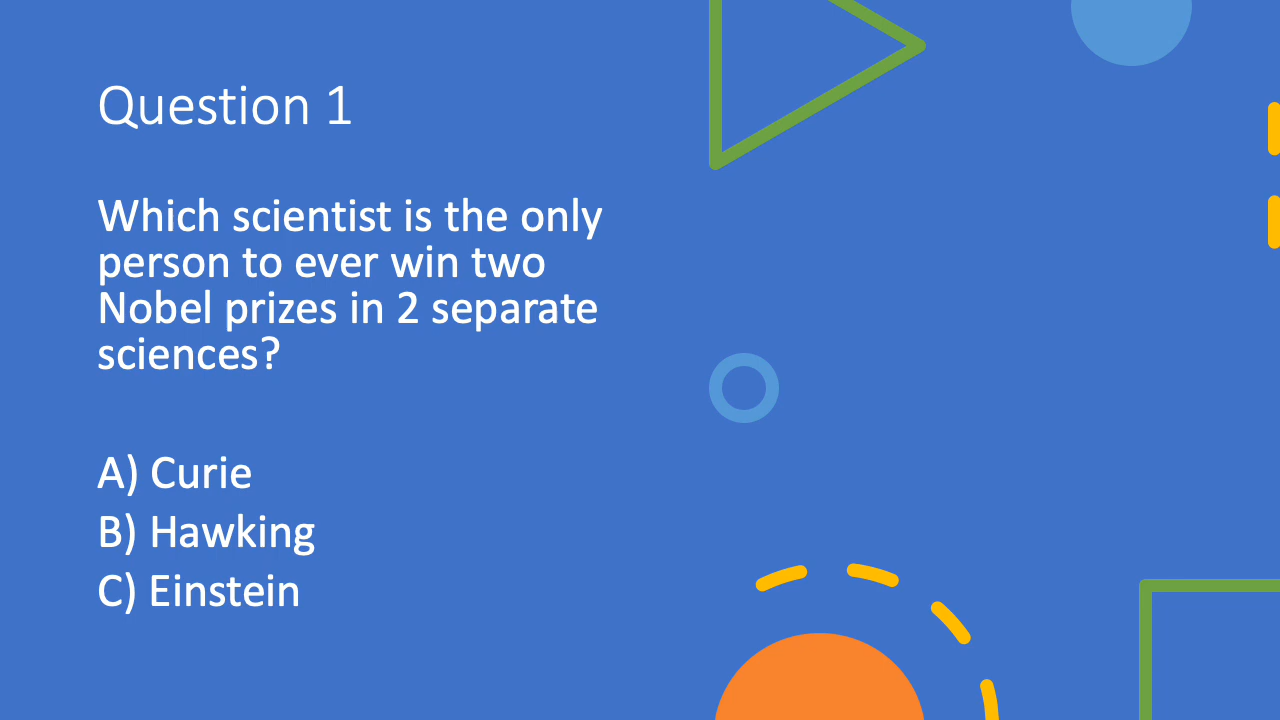 Question 1
Which scientist is the only
person to ever win two
Nobel prizes in 2 separate
sciences?
A) Curie
B) Hawking
C) Einstein